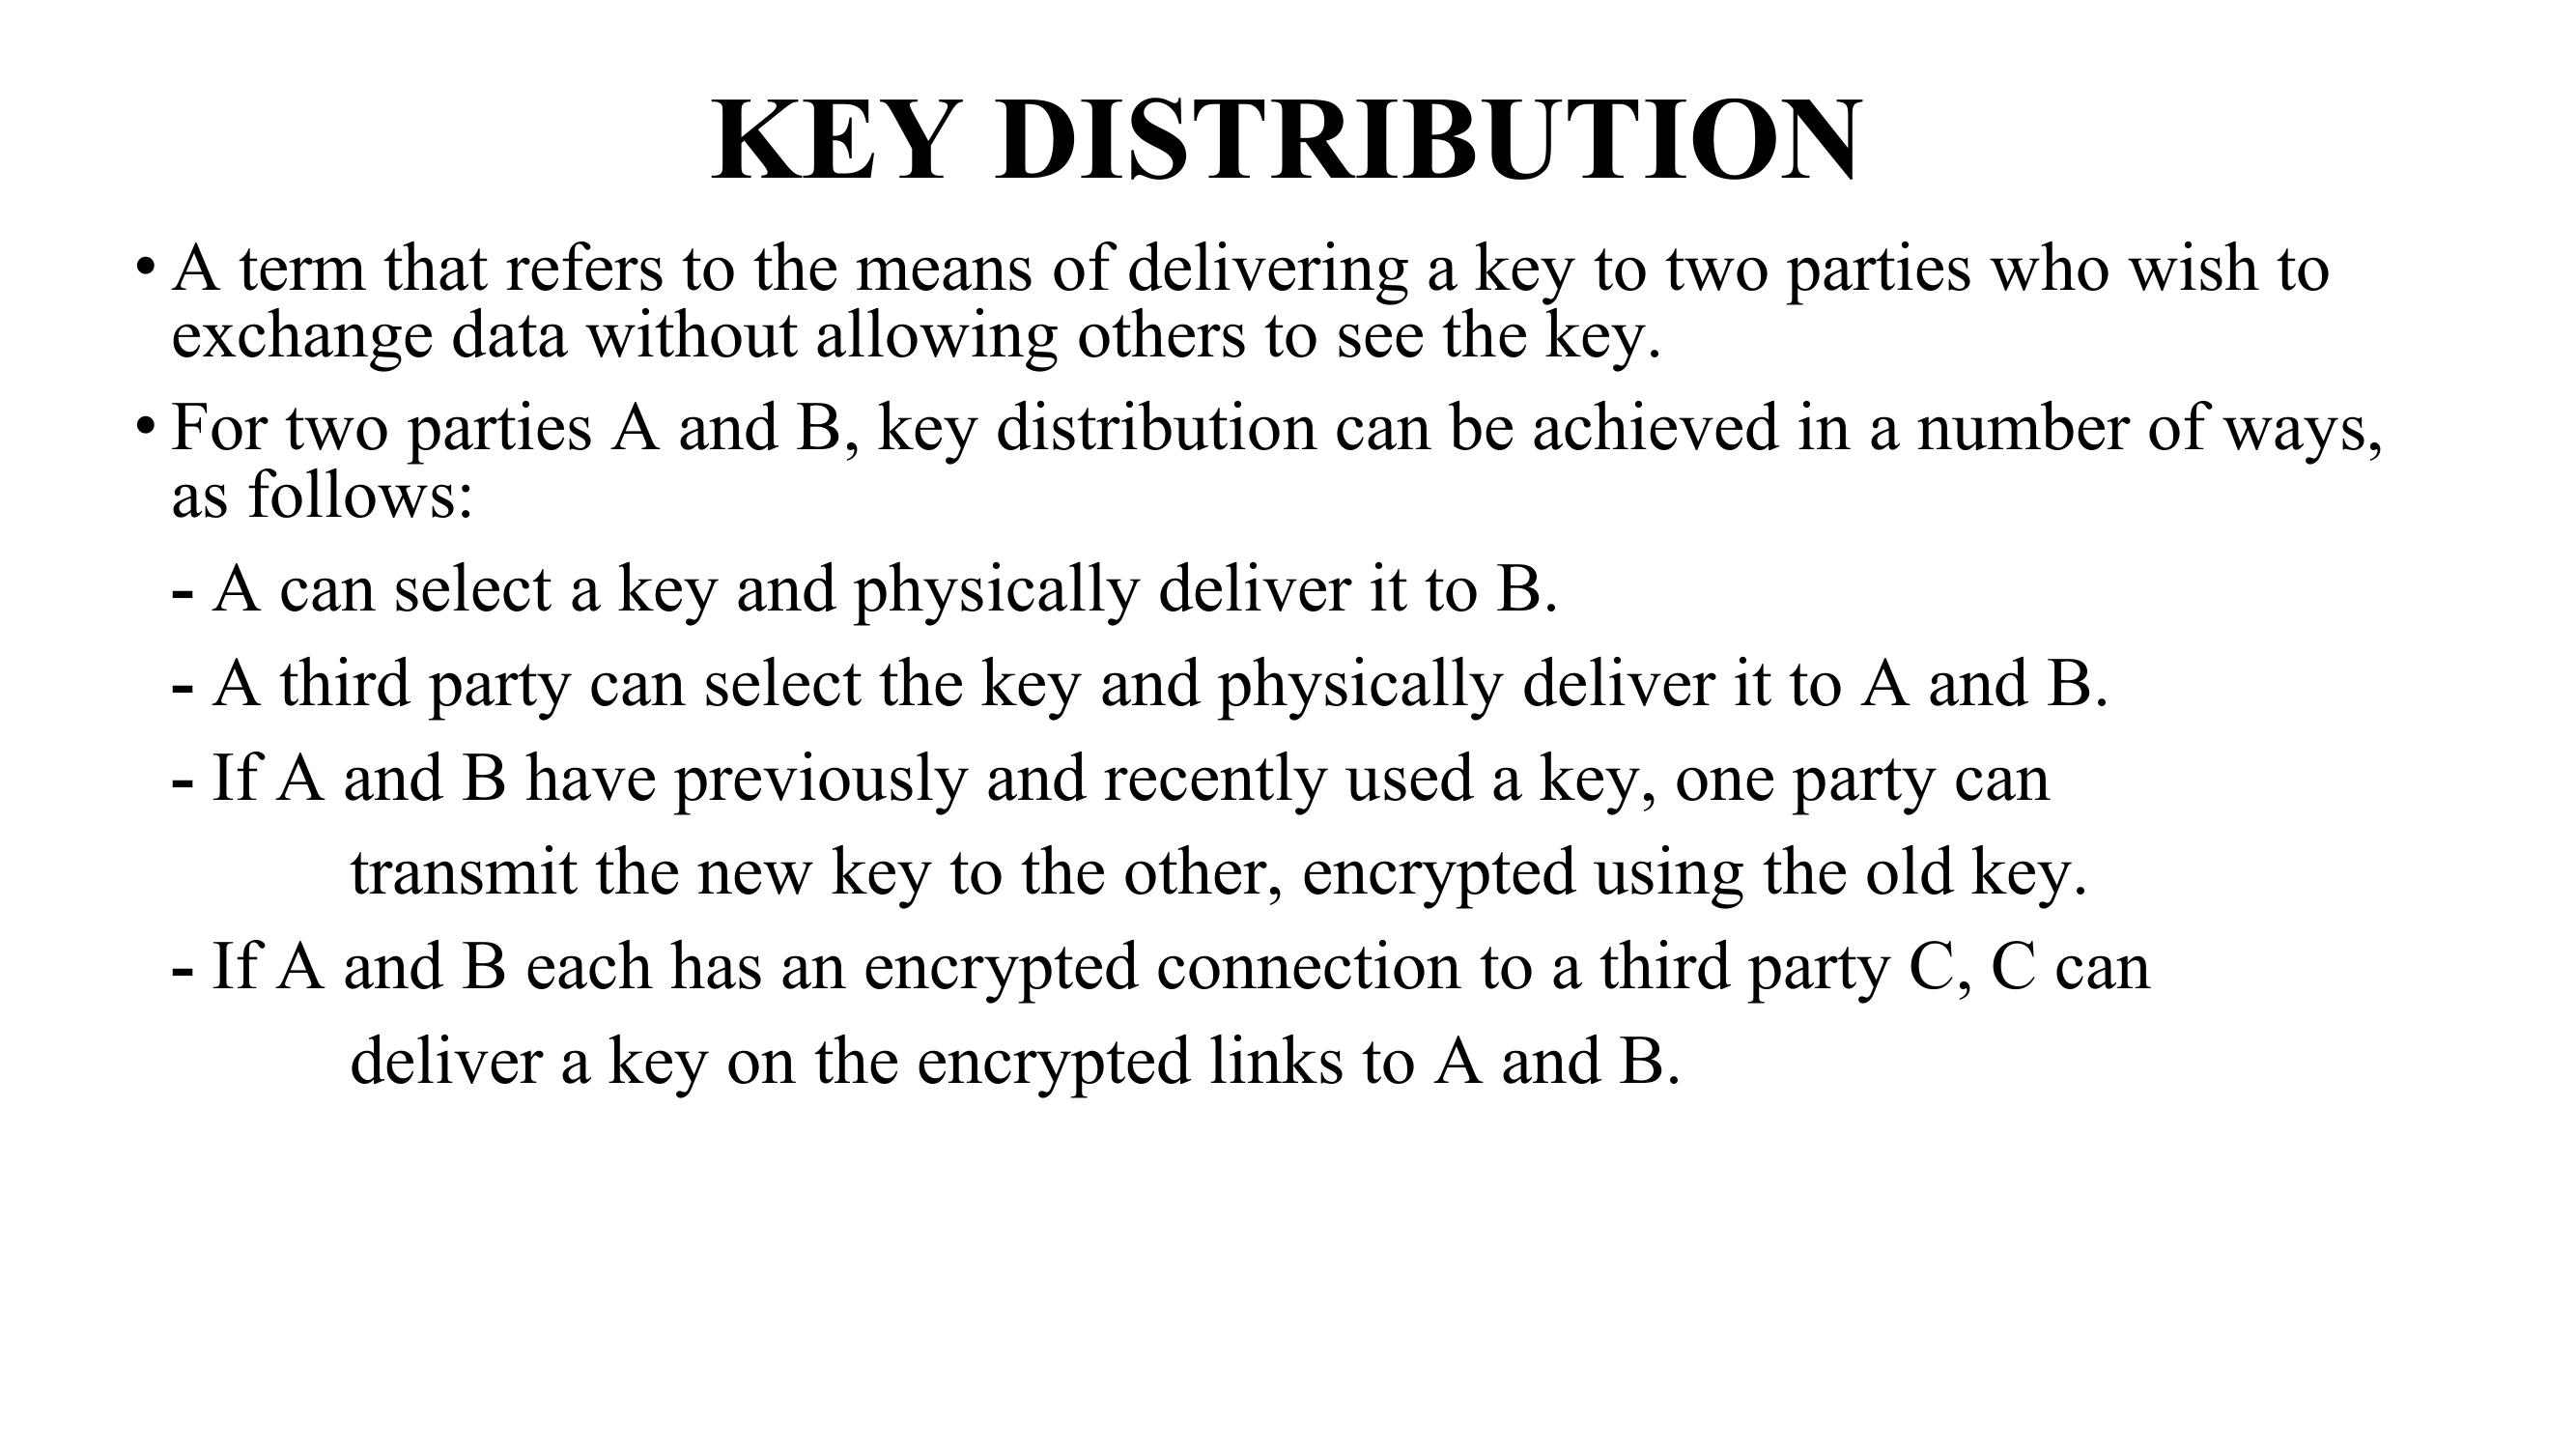 KEY DISTRIBUTION
• A term that refers to the means of delivering a key to two parties who wish to
exchange data without allowing others to see the key.
• For two parties A and B, key distribution can be achieved in a number of ways,
as follows:
- A can select a key and physically deliver it to B.
- A third party can select the key and physically deliver it to A and B.
- If A and B have previously and recently used a key, one party can
transmit the new key to the other, encrypted using the old key.
- If A and B each has an encrypted connection to a third party C, C can
deliver a key on the encrypted links to A and B.